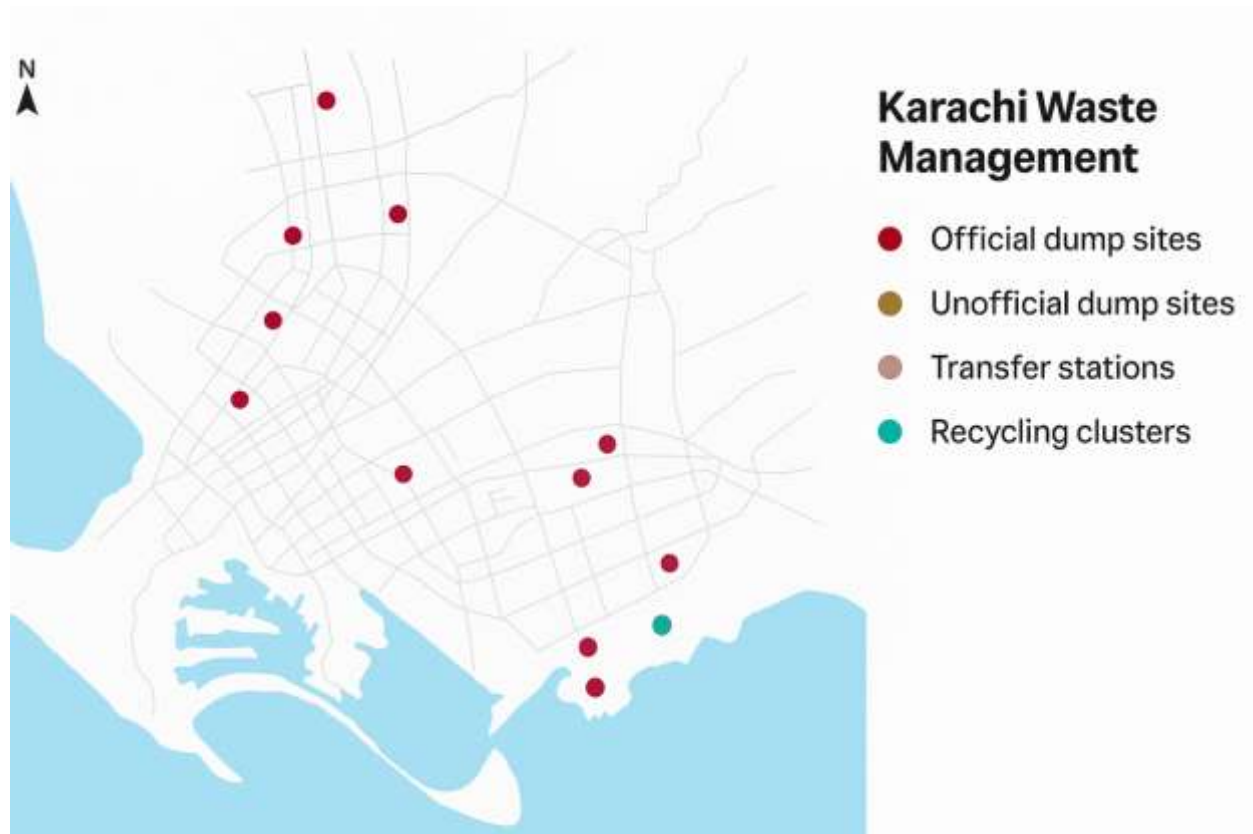 N
Karachi Waste
Management
Official dump sites
Unofficial dump sites
Transfer stations
Recycling clusters